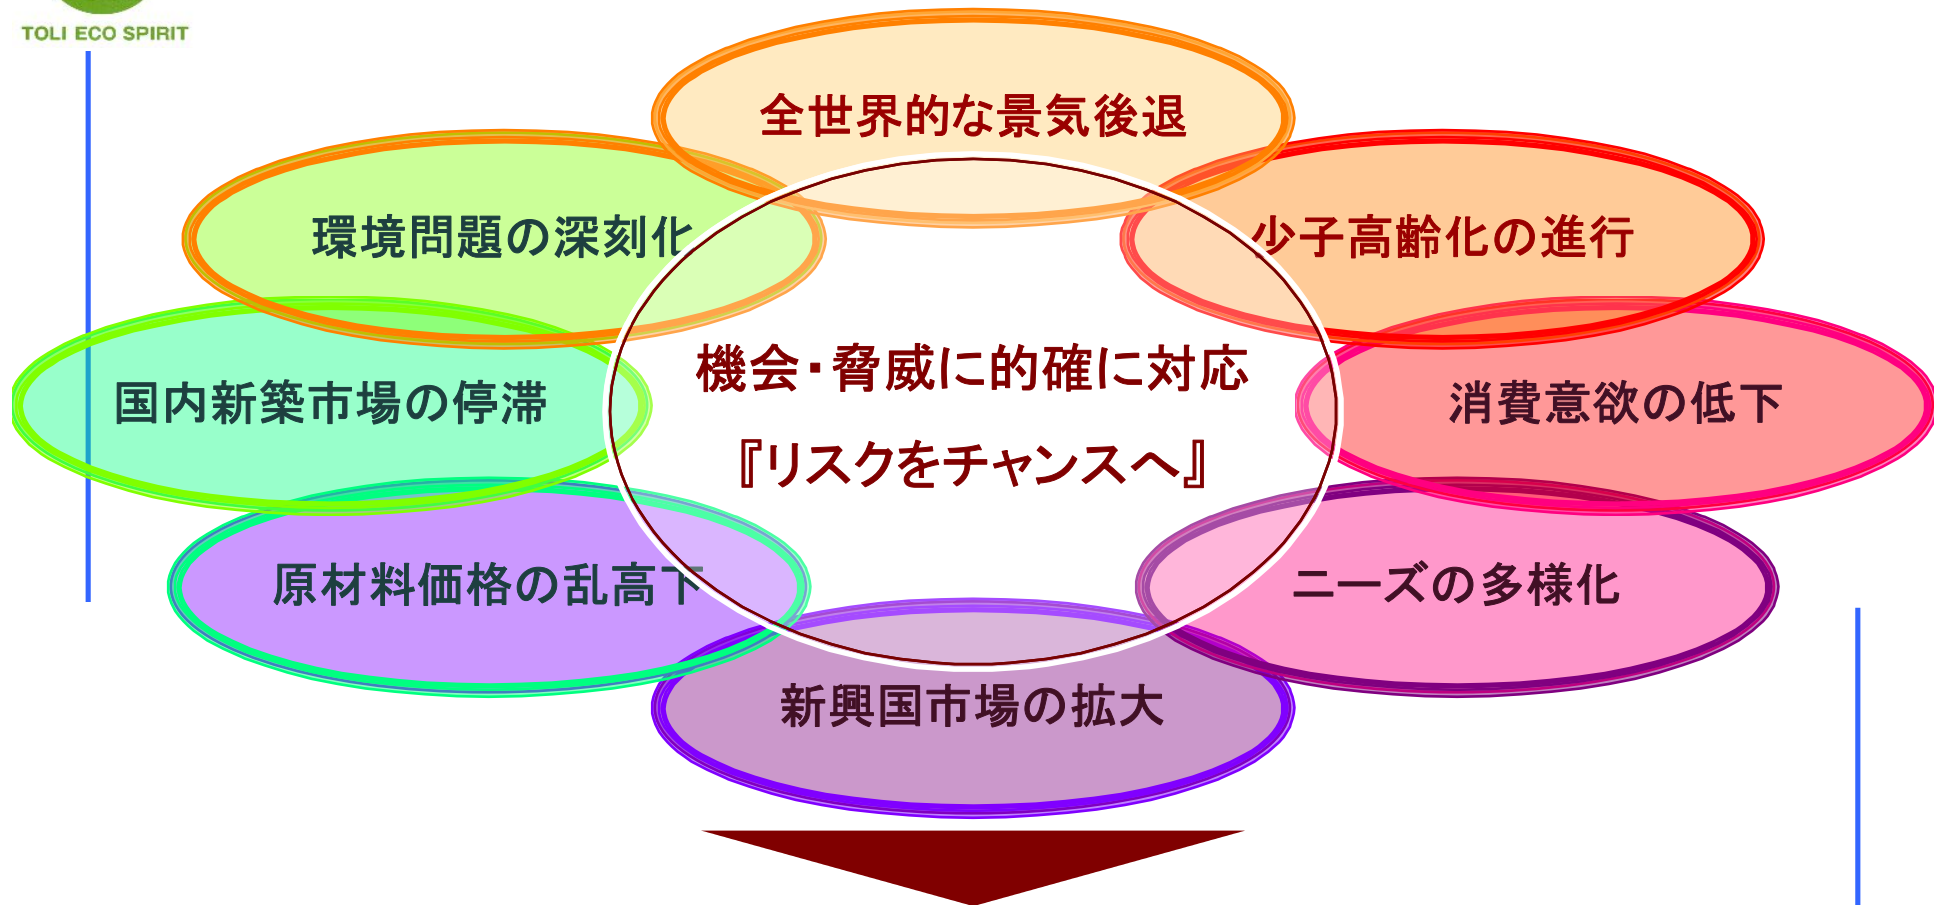 TOLI ECO SPIRIT
全世界的な景気後退
環境問題の深刻化
少子高齢化の進行
機会・脅威に的確に対応
国内新築市場の停滞
消費意欲の低下
『リスクをチャンスへ』
原材料価格の乱高下
ニーズの多様化
新興国市場の拡大